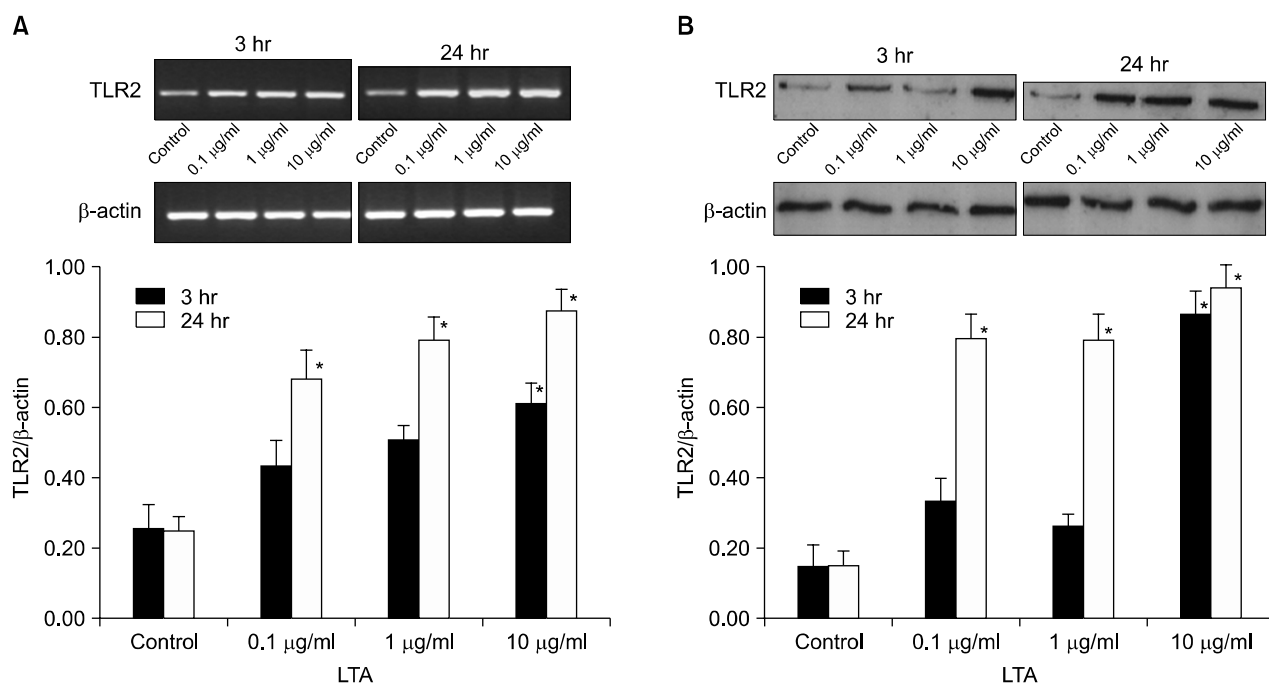 A
3 hr
24 hr
TLR2
Control
0.1 μg/ml
1 μg/ml
10 μg/ml
Control
0.1 μg/ml
1 μg/ml
10 μg/ml
β-actin
1.00
0.80
0.60
0.40
0.20
0.00
TLR2/β-actin
3 hr
24 hr
*
*
*
*
Control
0.1 μg/ml
1 μg/ml
10 μg/ml
LTA
B
3 hr
24 hr
TLR2
Control
0.1 μg/ml
1 μg/ml
10 μg/ml
Control
0.1 μg/ml
1 μg/ml
10 μg/ml
β-actin
1.00
0.80
0.60
0.40
0.20
0.00
TLR2/β-actin
3 hr
24 hr
*
*
*
*
Control
0.1 μg/ml
1 μg/ml
10 μg/ml
LTA